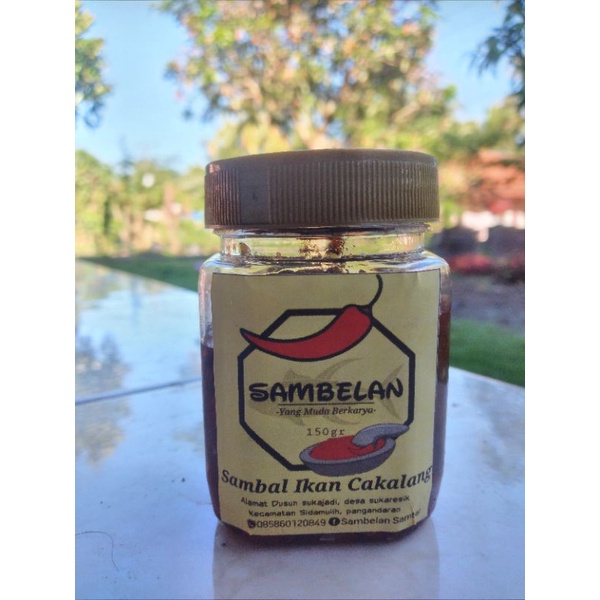 SAMBELAN
-Yang Muda Berkarya-
150gr
Sambal Ikan Cakalang
Alamat Dusun sukajadi, desa sukaresik
Kecamatan Sidamulih, pangandaran
085860120849 Sambelan Sambal